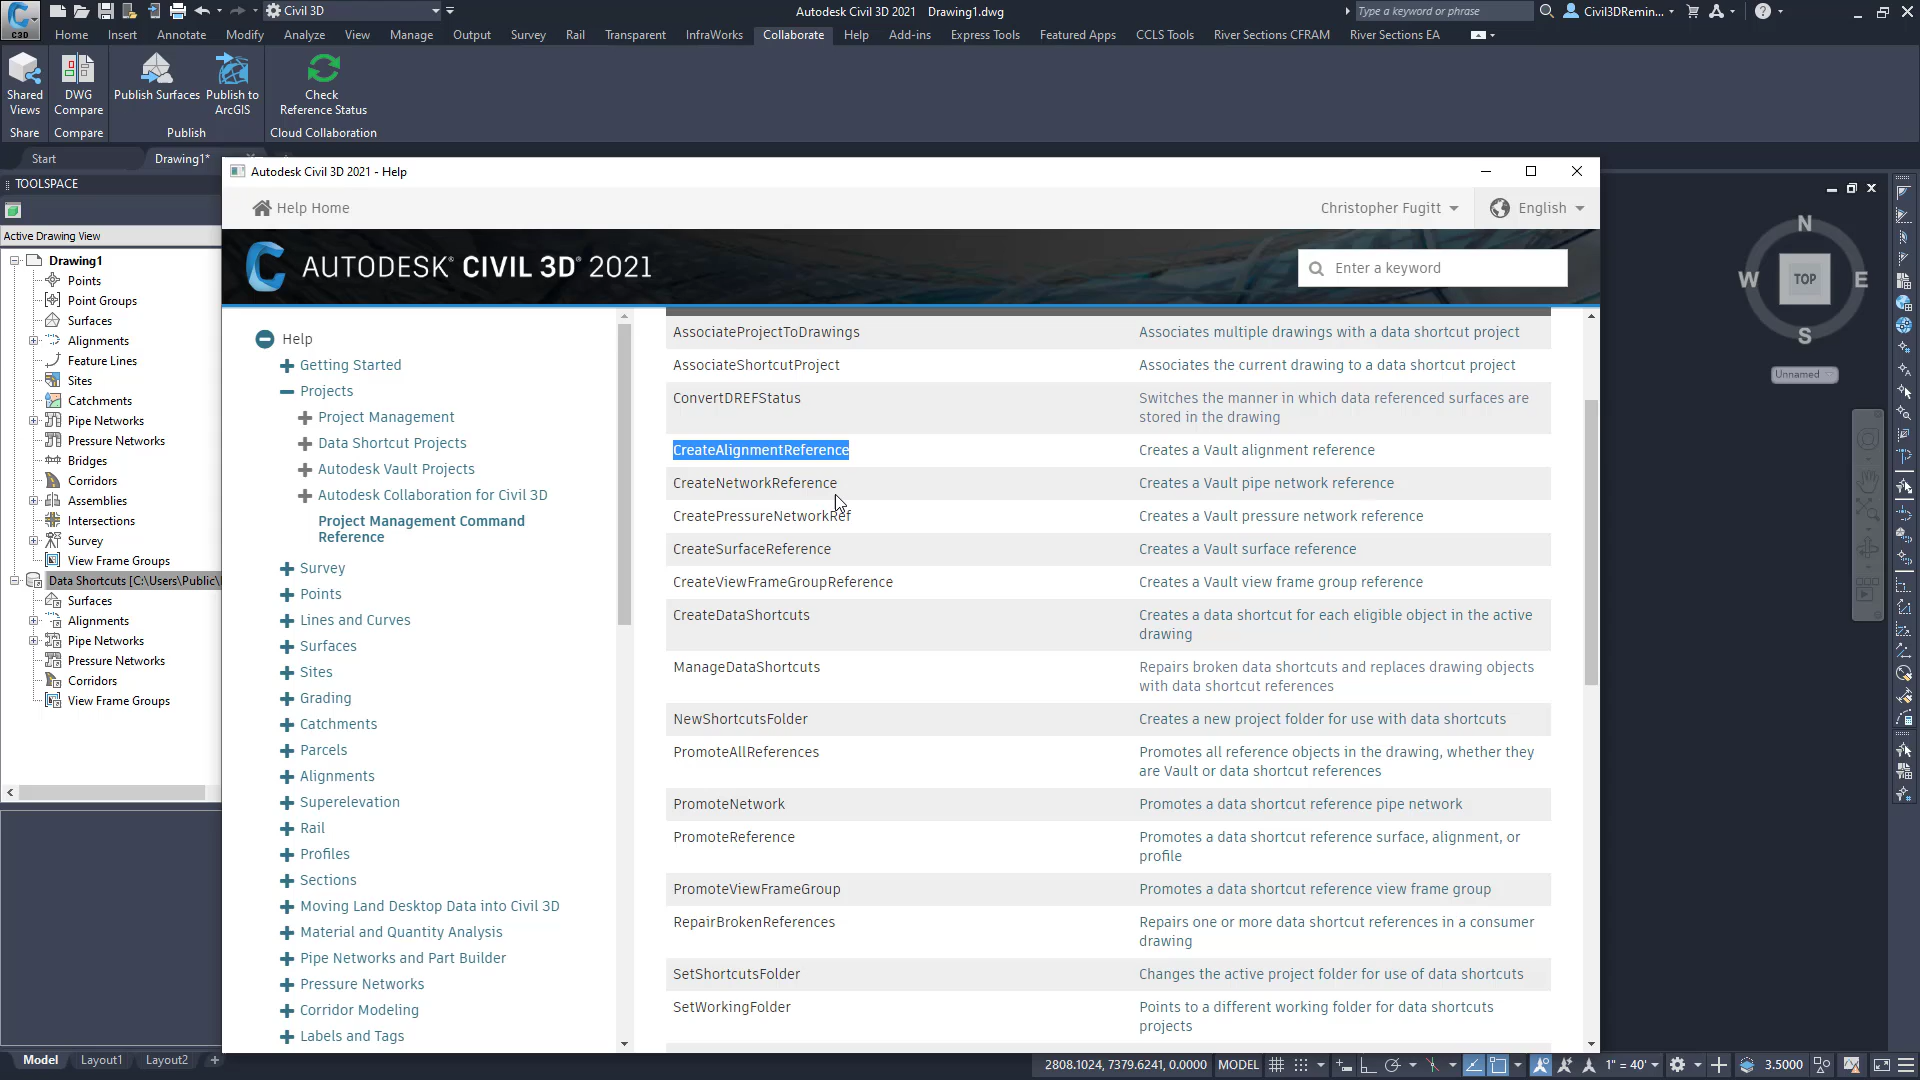 Civil 3D
Autodesk Civil 3D 2021 Drawing1.dwg
Type a keyword or phrase
Civil3DRemin...
C3D
Home Insert Annotate Modify Analyze View Manage Output Survey Rail Transparent InfraWorks Collaborate Help Add-ins Express Tools Featured Apps CCLS Tools River Sections CFRAM River Sections EA
Shared Views
DWG Compare
Publish Surfaces
Publish to ArcGIS
Check Reference Status
Share Compare Publish Cloud Collaboration
Start Drawing1*
TOOLSPACE
Active Drawing View
Drawing1
Points
Point Groups
Surfaces
Alignments
Feature Lines
Sites
Catchments
Pipe Networks
Pressure Networks
Bridges
Corridors
Assemblies
Intersections
Survey
View Frame Groups
Data Shortcuts [C:\Users\Public\
Surfaces
Alignments
Pipe Networks
Pressure Networks
Corridors
View Frame Groups
Autodesk Civil 3D 2021 - Help
Help Home
Christopher Fugitt
English
AUTODESK® CIVIL 3D® 2021
Enter a keyword
Help
Getting Started
Projects
Project Management
Data Shortcut Projects
Autodesk Vault Projects
Autodesk Collaboration for Civil 3D
Project Management Command
Reference
Survey
Points
Lines and Curves
Surfaces
Sites
Grading
Catchments
Parcels
Alignments
Superelevation
Rail
Profiles
Sections
Moving Land Desktop Data into Civil 3D
Material and Quantity Analysis
Pipe Networks and Part Builder
Pressure Networks
Corridor Modeling
Labels and Tags
AssociateProjectToDrawings Associates multiple drawings with a data shortcut project
AssociateShortcutProject Associates the current drawing to a data shortcut project
ConvertDREFStatus Switches the manner in which data referenced surfaces are
stored in the drawing
CreateAlignmentReference Creates a Vault alignment reference
CreateNetworkReference Creates a Vault pipe network reference
CreatePressureNetworkRef Creates a Vault pressure network reference
CreateSurfaceReference Creates a Vault surface reference
CreateViewFrameGroupReference Creates a Vault view frame group reference
CreateDataShortcuts Creates a data shortcut for each eligible object in the active
drawing
ManageDataShortcuts Repairs broken data shortcuts and replaces drawing objects
with data shortcut references
NewShortcutsFolder Creates a new project folder for use with data shortcuts
PromoteAllReferences Promotes all reference objects in the drawing, whether they
are Vault or data shortcut references
PromoteNetwork Promotes a data shortcut reference pipe network
PromoteReference Promotes a data shortcut reference surface, alignment, or
profile
PromoteViewFrameGroup Promotes a data shortcut reference view frame group
RepairBrokenReferences Repairs one or more data shortcut references in a consumer
drawing
SetShortcutsFolder Changes the active project folder for use of data shortcuts
SetWorkingFolder Points to a different working folder for data shortcuts
projects
N
W TOP E
S
Unnamed
Model Layout1 Layout2
2808.1024, 7379.6241, 0.0000 MODEL 1" = 40' 3.5000